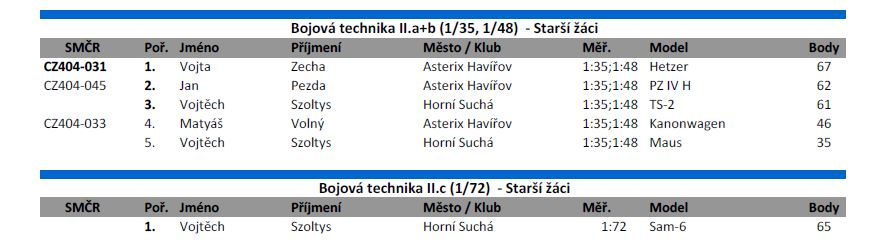 Bojová technika II.a+b (1/35, 1/48) - Starší žáci
SMČR Poř. Jméno Příjmení Město / Klub Měř. Model Body
CZ404-031 1. Vojta Zecha Asterix Havířov 1:35;1:48 Hetzer 67
CZ404-045 2. Jan Pezda Asterix Havířov 1:35;1:48 PZ IV H 62
3. Vojtěch Szoltys Horní Suchá 1:35;1:48 TS-2 61
CZ404-033 4. Matyáš Volný Asterix Havířov 1:35;1:48 Kanonwagen 46
5. Vojtěch Szoltys Horní Suchá 1:35;1:48 Maus 35
Bojová technika II.c (1/72) - Starší žáci
SMČR Poř. Jméno Příjmení Město / Klub Měř. Model Body
1. Vojtěch Szoltys Horní Suchá 1:72 Sam-6 65